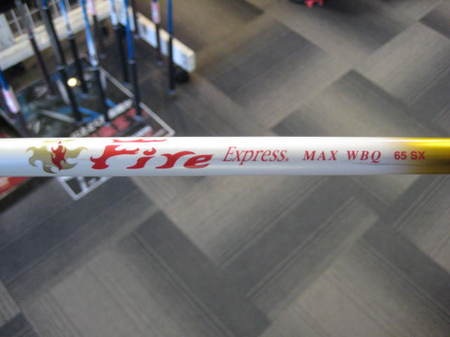 Fire Express. MAX WBQ 65 SX